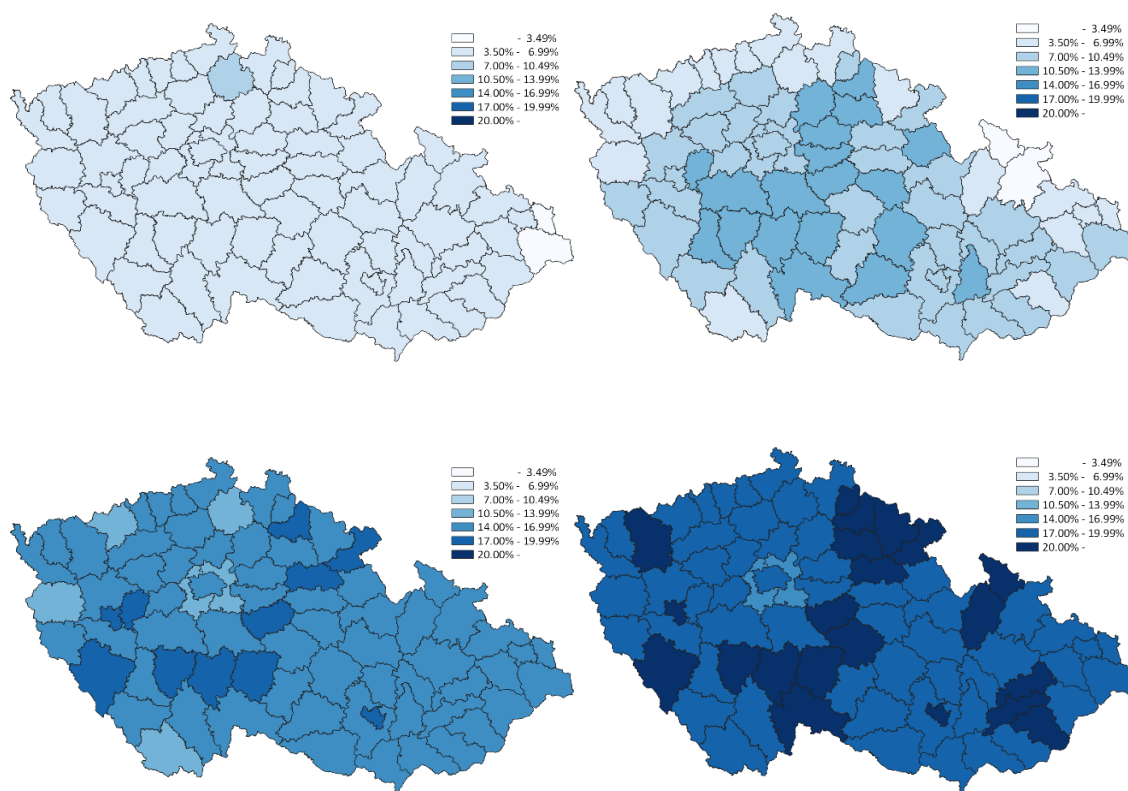 - 3.49%
3.50% - 6.99%
7.00% - 10.49%
10.50% - 13.99%
14.00% - 16.99%
17.00% - 19.99%
20.00% -
- 3.49%
3.50% - 6.99%
7.00% - 10.49%
10.50% - 13.99%
14.00% - 16.99%
17.00% - 19.99%
20.00% -
- 3.49%
3.50% - 6.99%
7.00% - 10.49%
10.50% - 13.99%
14.00% - 16.99%
17.00% - 19.99%
20.00% -
- 3.49%
3.50% - 6.99%
7.00% - 10.49%
10.50% - 13.99%
14.00% - 16.99%
17.00% - 19.99%
20.00% -